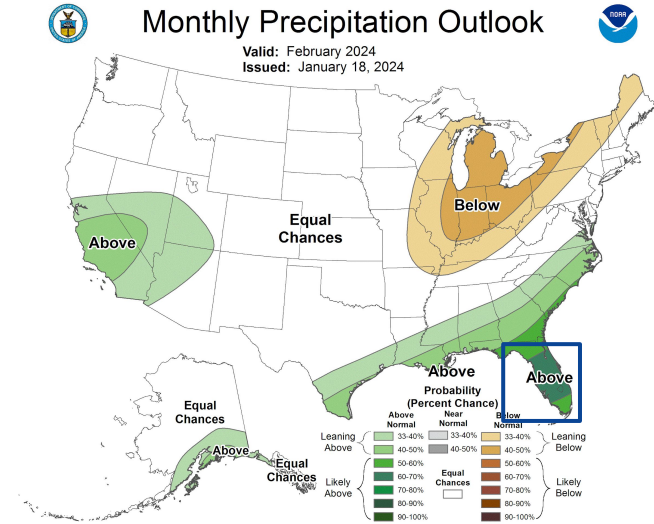 Monthly Precipitation Outlook
Valid: February 2024
Issued: January 18, 2024
NOAA
Above
Equal
Chances
Below
Above
Above
Equal
Chances
Above
Equal
Chances
Probability
(Percent Chance)
Above
Normal
Near
Normal
Below
Normal
Leaning
Above
33-40%
40-50%
33-40%
40-50%
33-40%
40-50%
Leaning
Below
Likely
Above
50-60%
60-70%
70-80%
80-90%
90-100%
Equal
Chances
50-60%
60-70%
70-80%
80-90%
90-100%
Likely
Below